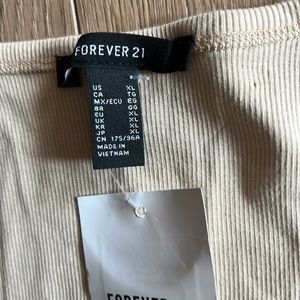 FOREVER 21
US XL
CA TG
MX/ECU EG
BR GG
EU XL
UK XL
KR XL
JP XL
CN 175/96A
MADE IN
VIETNAM
FOREVER